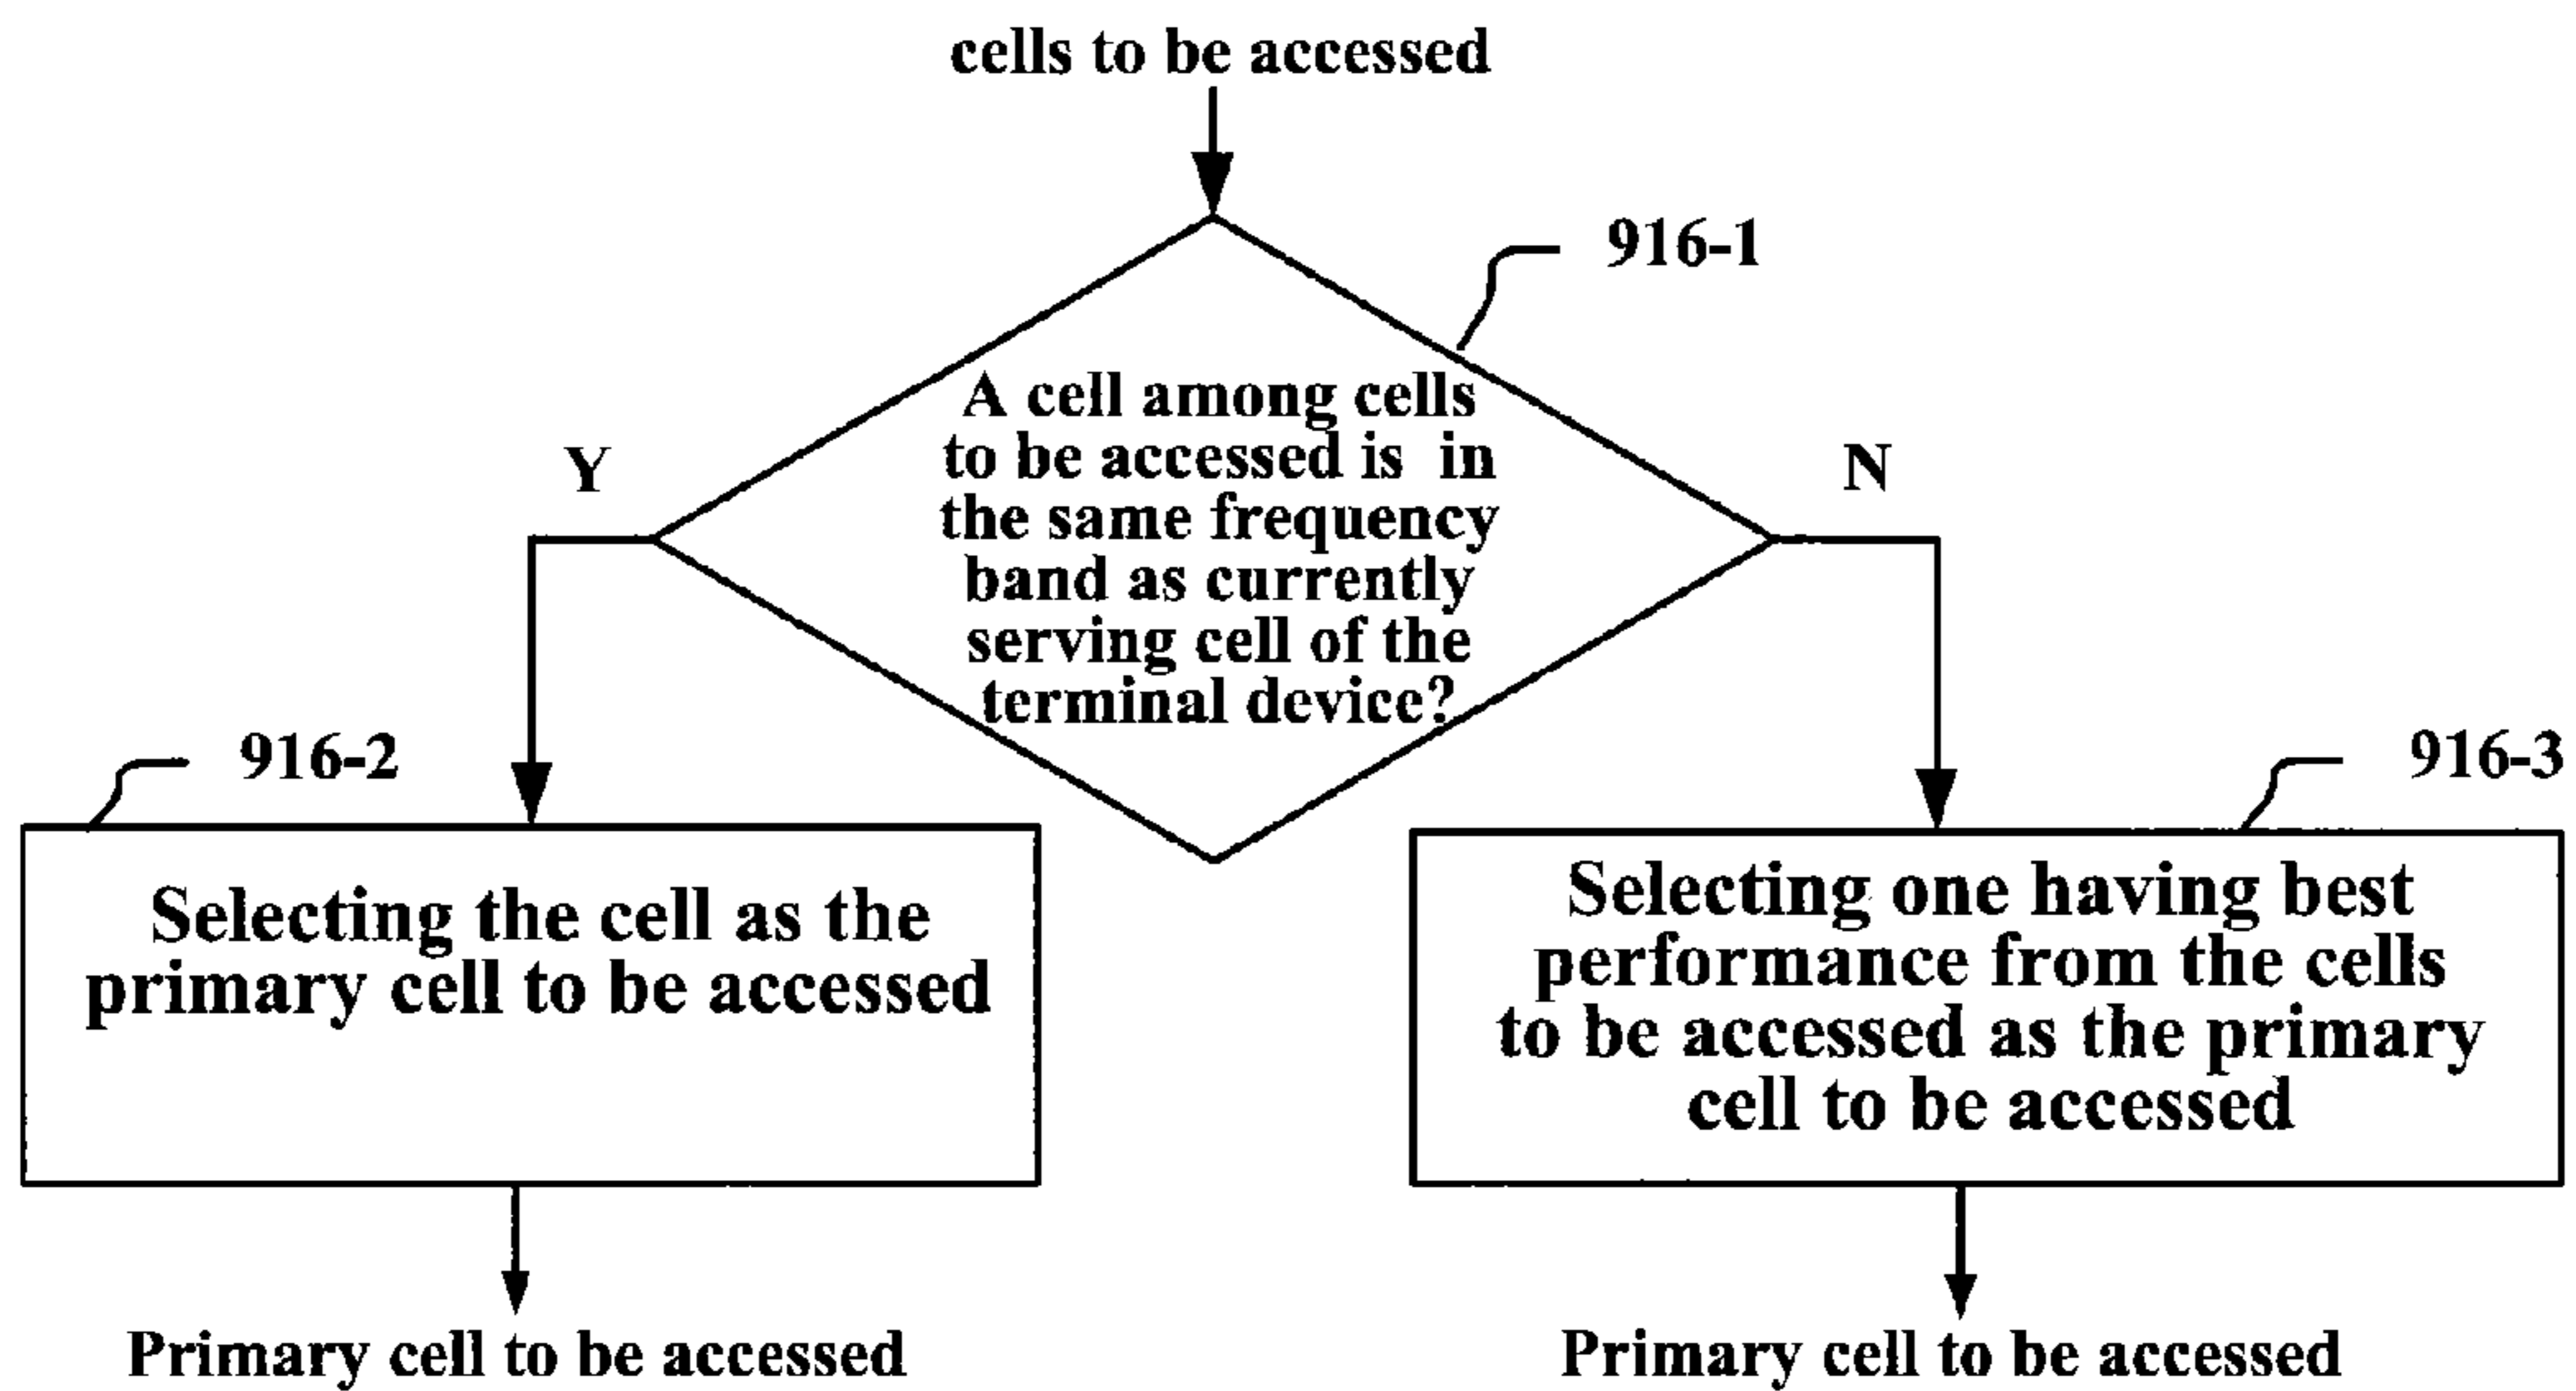 cells to be accessed
916-1
A cell among cells
to be accessed is in
the same frequency
band as currently
serving cell of the
terminal device?
Y
N
916-2
916-3
Selecting the cell as the
primary cell to be accessed
Selecting one having best
performance from the cells
to be accessed as the primary
cell to be accessed
Primary cell to be accessed
Primary cell to be accessed